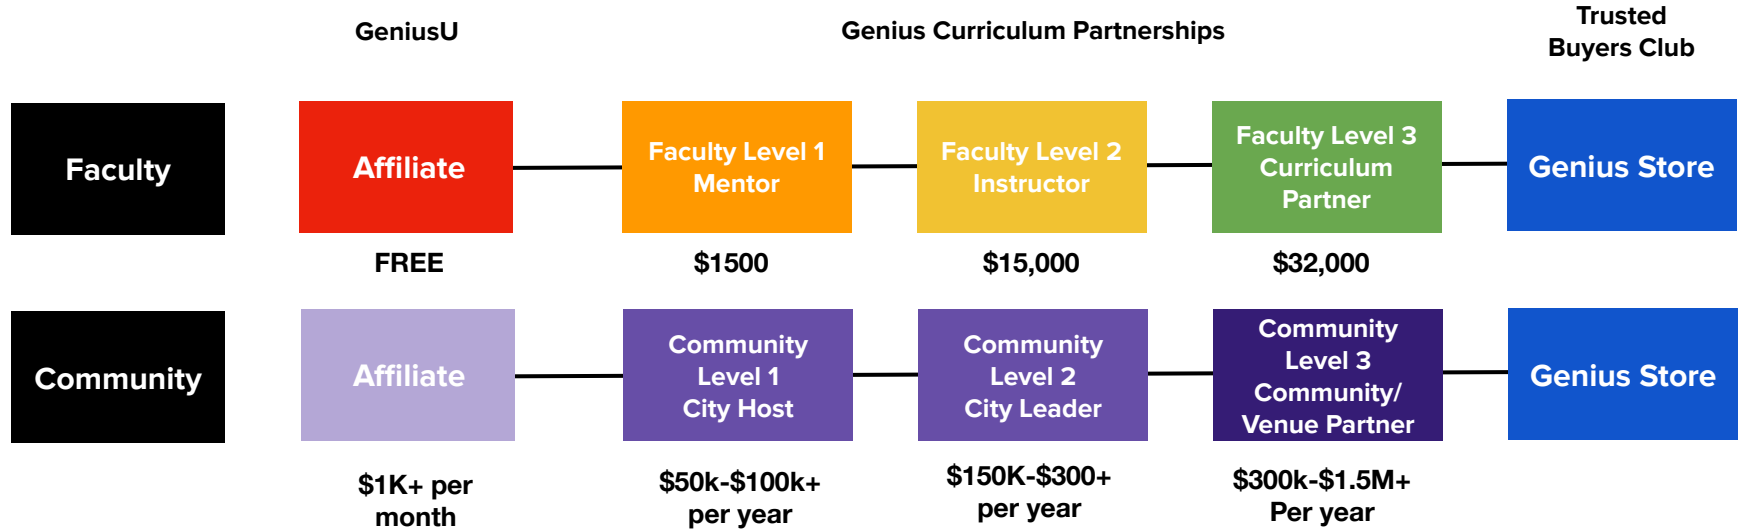 GeniusU
Genius Curriculum Partnerships
Trusted
Buyers Club
Faculty
Affiliate
Faculty Level 1
Mentor
Faculty Level 2
Instructor
Faculty Level 3
Curriculum
Partner
Genius Store
FREE
$1500
$15,000
$32,000
Community
Affiliate
Community
Level 1
City Host
Community
Level 2
City Leader
Community
Level 3
Community/
Venue Partner
Genius Store
$1K+ per
month
$50k-$100k+
per year
$150K-$300+
per year
$300k-$1.5M+
Per year